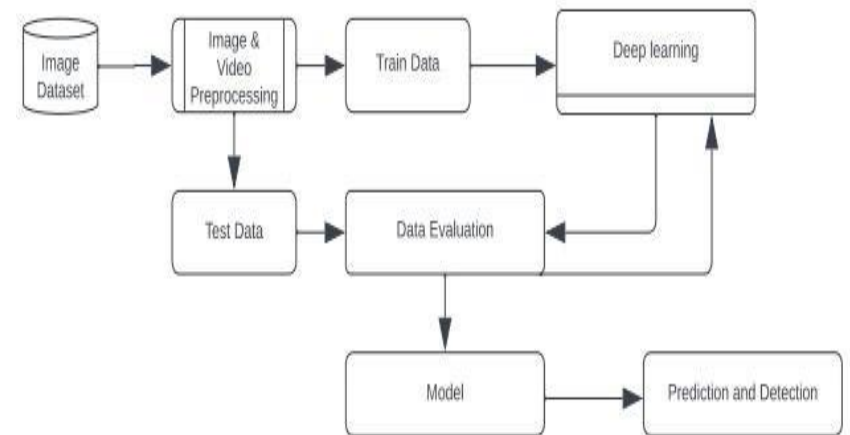 Image
Dataset
Image &
Video
Preprocessing
Train Data
Deep learning
Test Data
Data Evaluation
Model
Prediction and Detection